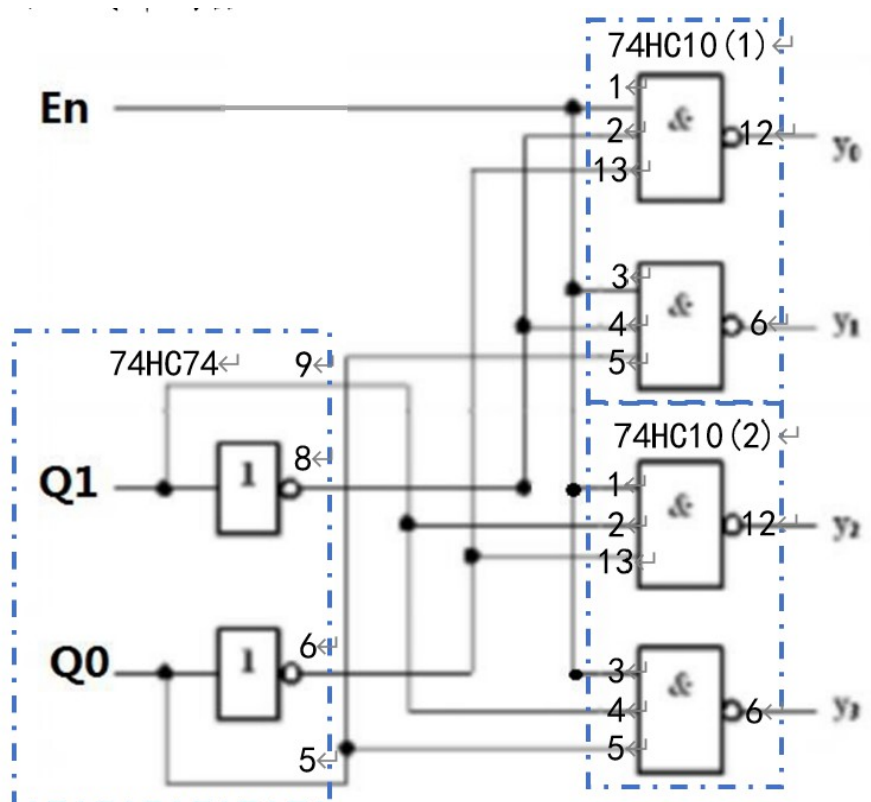 74HC10(1)↵
En
1↵
&
2↵
12↵
y₀
13↵
3↵
&
4↵
6↵
y₁
5↵
74HC74↵
9↵
74HC10(2)↵
8↵
Q1
1
1↵
&
2↵
12↵
y₂
13↵
6↵
Q0
1
3↵
&
4↵
6↵
y₃
5↵
5↵